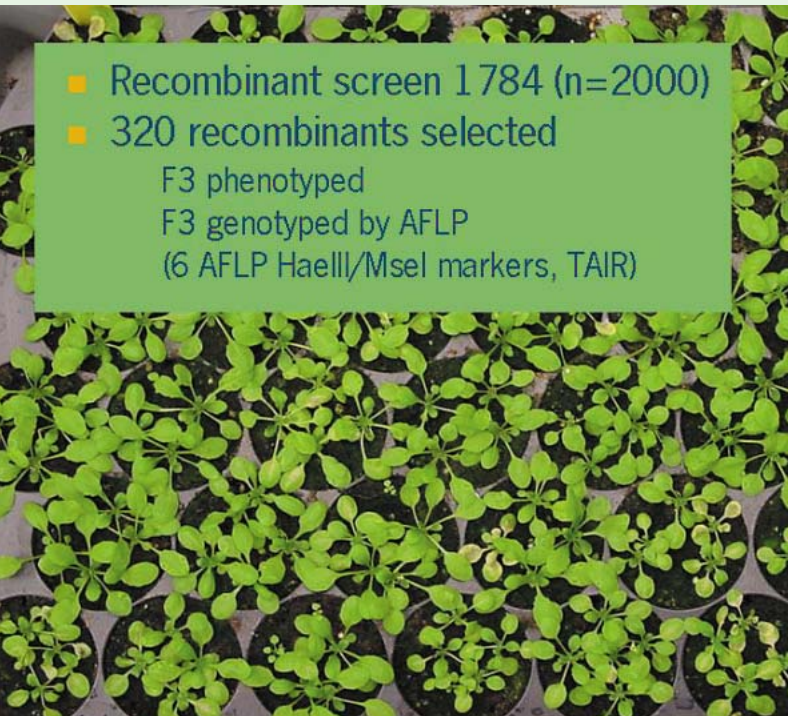 Recombinant screen 1784 (n=2000)
320 recombinants selected
F3 phenotyped
F3 genotyped by AFLP
(6 AFLP HaeIII/MseI markers, TAIR)